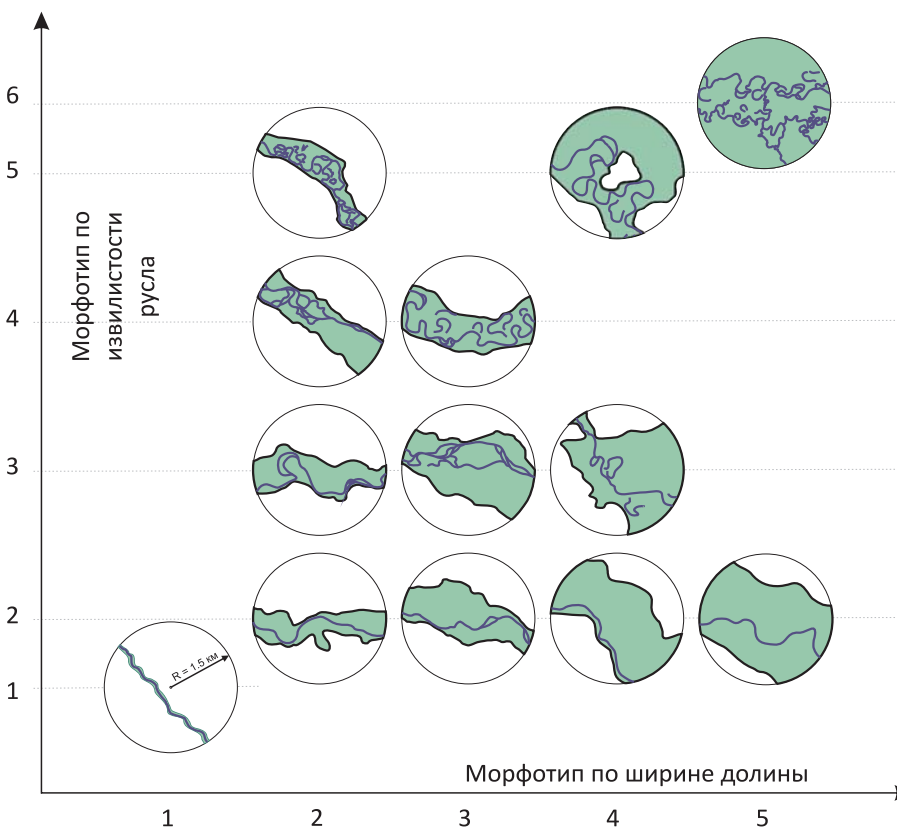 6
5
4
3
2
1
Морфотип по
извилистости
русла
R = 1.5 км
Морфотип по ширине долины
1
2
3
4
5